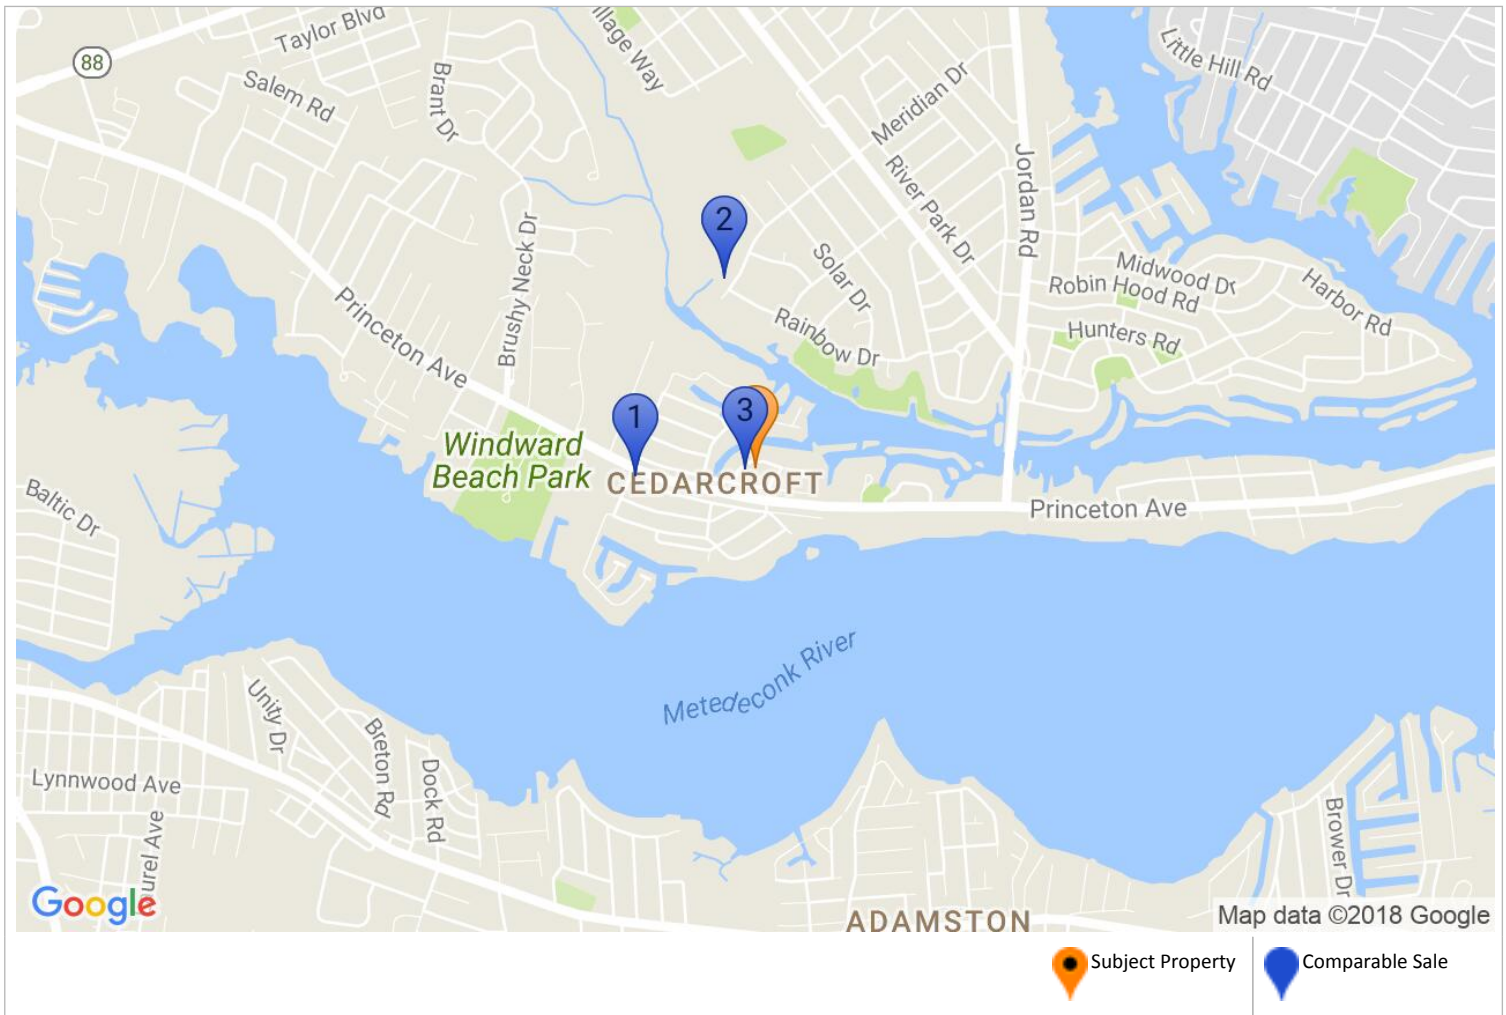 Taylor Blvd
88
Salem Rd
Brant Dr
illage Way
Little Hill Rd
Meridian Dr
River Park Dr
Jordan Rd
2
Brushy Neck Dr
Solar Dr
Midwood Dr
Robin Hood Rd
Harbor Rd
Princeton Ave
Rainbow Dr
Hunters Rd
1
3
Windward
Beach Park
CEDARCROFT
Baltic Dr
Princeton Ave
Metedeconk River
Unity Dr
Breton Rd
Dock Rd
Lynnwood Ave
urel Ave
Brower Dr
Google
ADAMSTON
Map data ©2018 Google
Subject Property
Comparable Sale